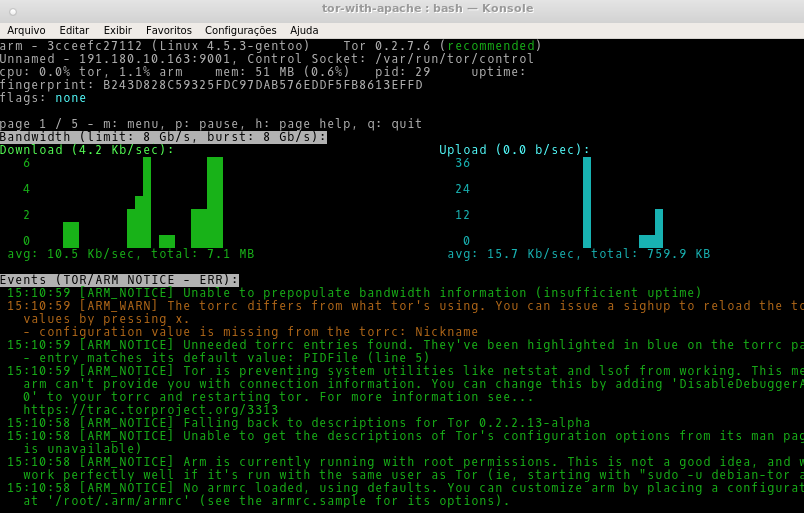 tor-with-apache : bash — Konsole
Arquivo Editar Exibir Favoritos Configurações Ajuda
arm - 3cceefc27112 (Linux 4.5.3-gentoo) Tor 0.2.7.6 (recommended)
Unnamed - 191.180.10.163:9001, Control Socket: /var/run/tor/control
cpu: 0.0% tor, 1.1% arm mem: 51 MB (0.6%) pid: 29 uptime:
fingerprint: B243D828C59325FDC97DAB576EDDF5FB8613EFFD
flags: none
page 1 / 5 - m: menu, p: pause, h: page help, q: quit
Bandwidth (limit: 8 Gb/s, burst: 8 Gb/s):
Download (4.2 Kb/sec): Upload (0.0 b/sec):
6 36
4 24
2 12
0 0
avg: 10.5 Kb/sec, total: 7.1 MB avg: 15.7 Kb/sec, total: 759.9 KB
Events (TOR/ARM NOTICE - ERR):
15:10:59 [ARM_NOTICE] Unable to prepopulate bandwidth information (insufficient uptime)
15:10:59 [ARM_WARN] The torrc differs from what tor's using. You can issue a sighup to reload the to
values by pressing x.
- configuration value is missing from the torrc: Nickname
15:10:59 [ARM_NOTICE] Unneeded torrc entries found. They've been highlighted in blue on the torrc pa
- entry matches its default value: PIDFile (line 5)
15:10:59 [ARM_NOTICE] Tor is preventing system utilities like netstat and lsof from working. This me
arm can't provide you with connection information. You can change this by adding 'DisableDebuggerA
0' to your torrc and restarting tor. For more information see...
https://trac.torproject.org/3313
15:10:58 [ARM_NOTICE] Falling back to descriptions for Tor 0.2.2.13-alpha
15:10:58 [ARM_NOTICE] Unable to get the descriptions of Tor's configuration options from its man pag
is unavailable)
15:10:58 [ARM_NOTICE] Arm is currently running with root permissions. This is not a good idea, and w
work perfectly well if it's run with the same user as Tor (ie, starting with "sudo -u debian-tor a
15:10:58 [ARM_NOTICE] No armrc loaded, using defaults. You can customize arm by placing a configurat
at '/root/.arm/armrc' (see the armrc.sample for its options).